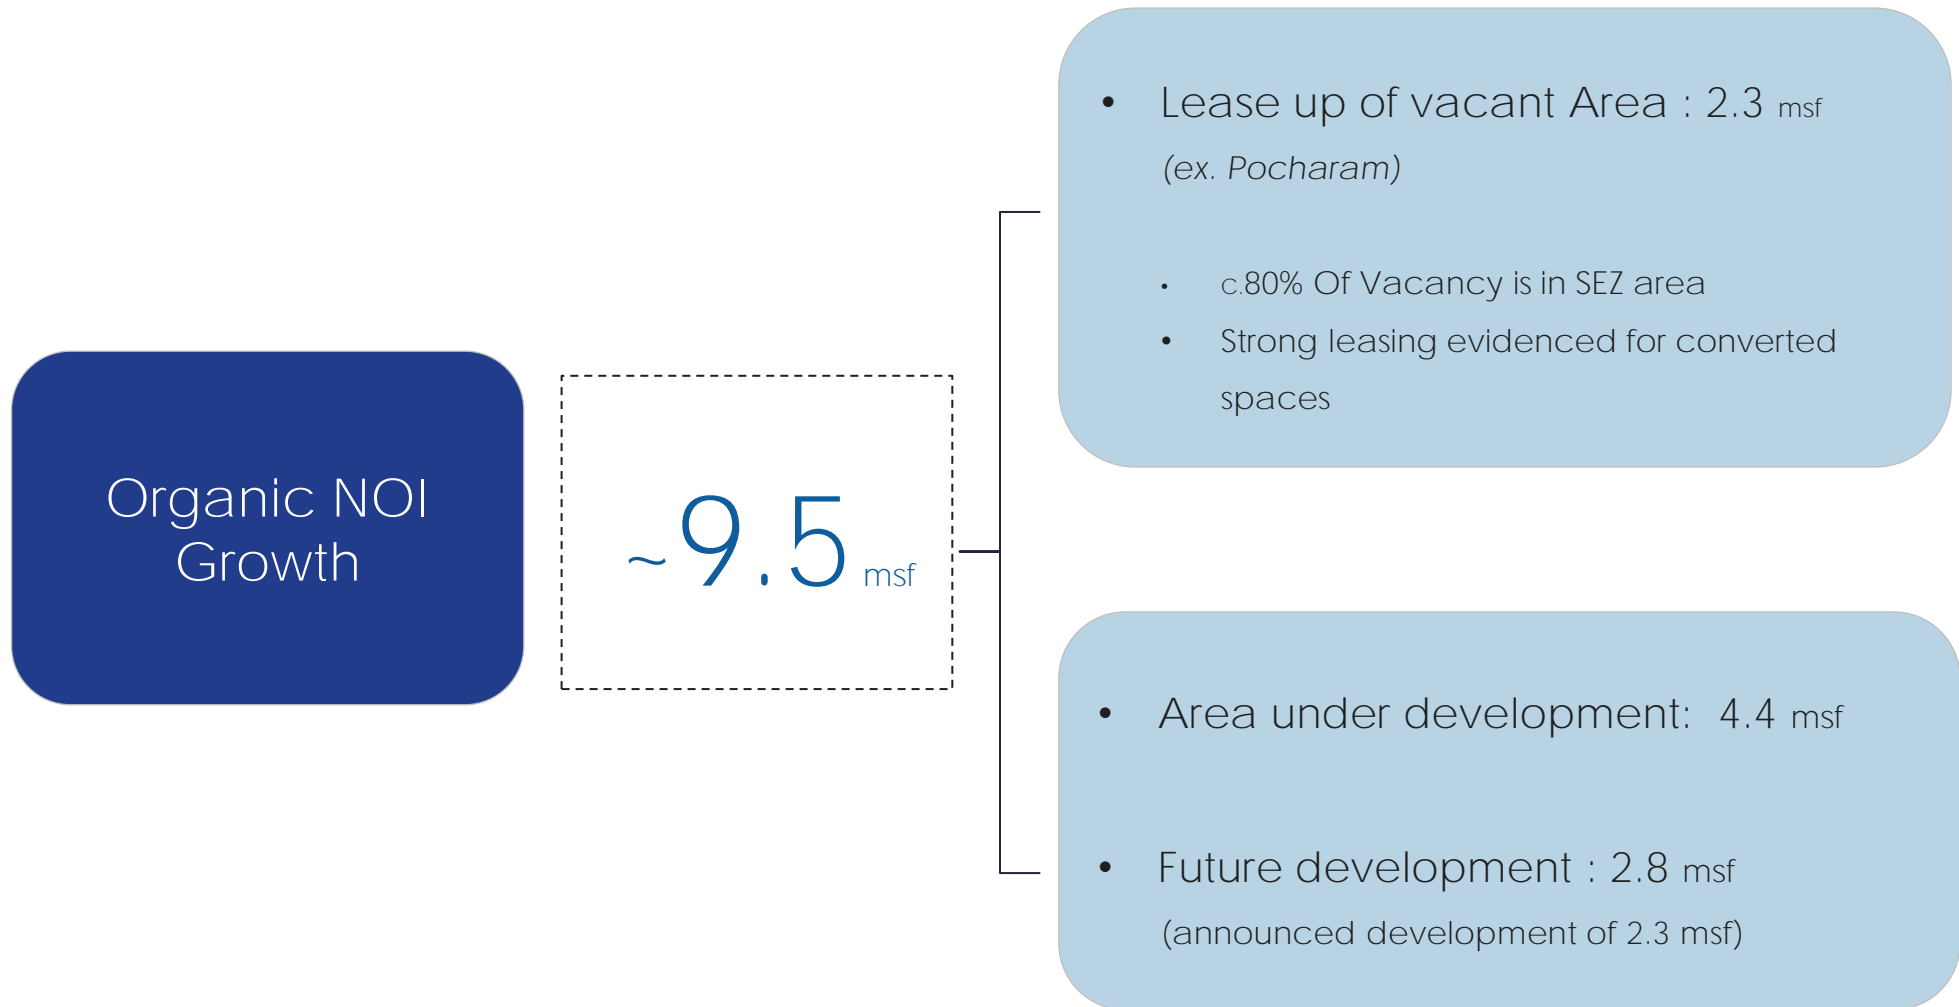 Organic NOI
Growth
~9.5 msf
• Lease up of vacant Area : 2.3 msf
(ex. Pocharam)
• c.80% Of Vacancy is in SEZ area
• Strong leasing evidenced for converted
spaces
• Area under development: 4.4 msf
• Future development : 2.8 msf
(announced development of 2.3 msf)